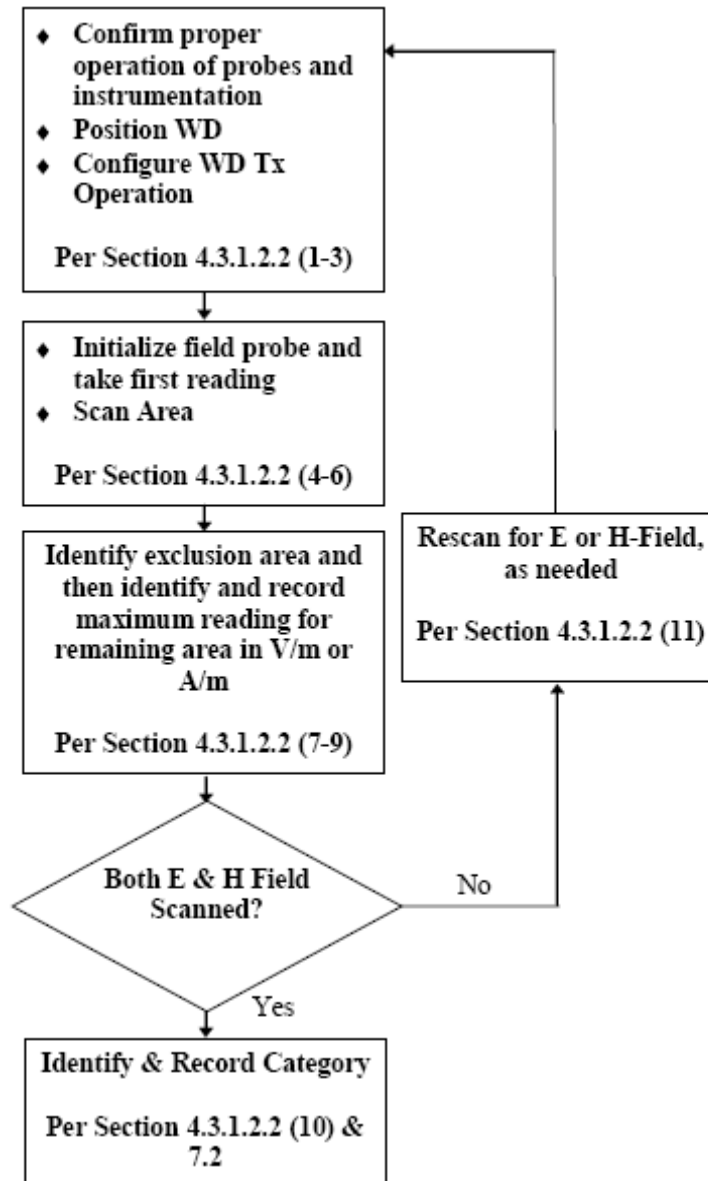 ♦ Confirm proper
operation of probes and
instrumentation
♦ Position WD
♦ Configure WD Tx
Operation
Per Section 4.3.1.2.2 (1-3)
♦ Initialize field probe and
take first reading
♦ Scan Area
Per Section 4.3.1.2.2 (4-6)
Identify exclusion area and
then identify and record
maximum reading for
remaining area in V/m or
A/m
Per Section 4.3.1.2.2 (7-9)
Rescan for E or H-Field,
as needed
Per Section 4.3.1.2.2 (11)
Both E & H Field
Scanned?
No
Yes
Identify & Record Category
Per Section 4.3.1.2.2 (10) &
7.2